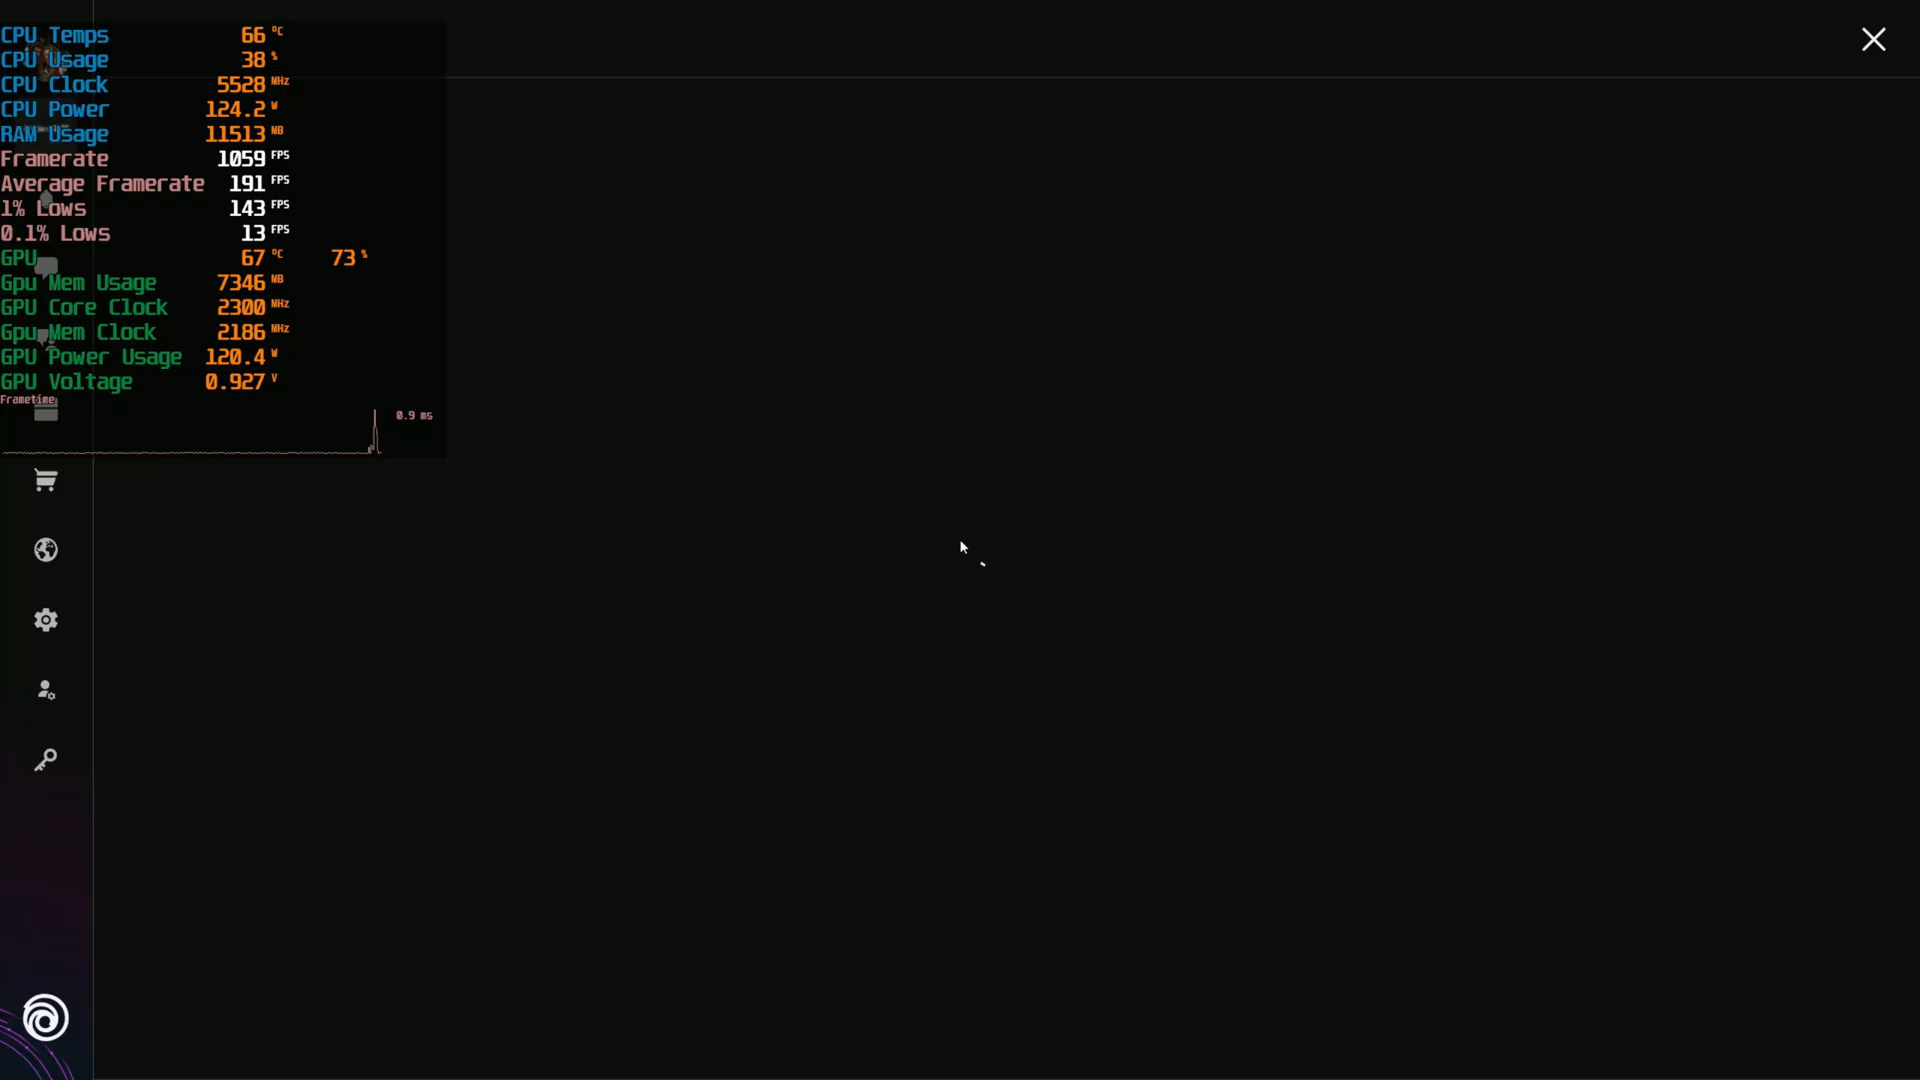 CPU Temps 66 °C
CPU Usage 38 %
CPU Clock 5528 MHz
CPU Power 124.2 W
RAM Usage 11513 MB
Framerate 1059 FPS
Average Framerate 191 FPS
1% Lows 143 FPS
0.1% Lows 13 FPS
GPU 67 °C 73 %
Gpu Mem Usage 7346 MB
GPU Core Clock 2300 MHz
Gpu Mem Clock 2186 MHz
GPU Power Usage 120.4 W
GPU Voltage 0.927 V
Frametime
0.9 ms